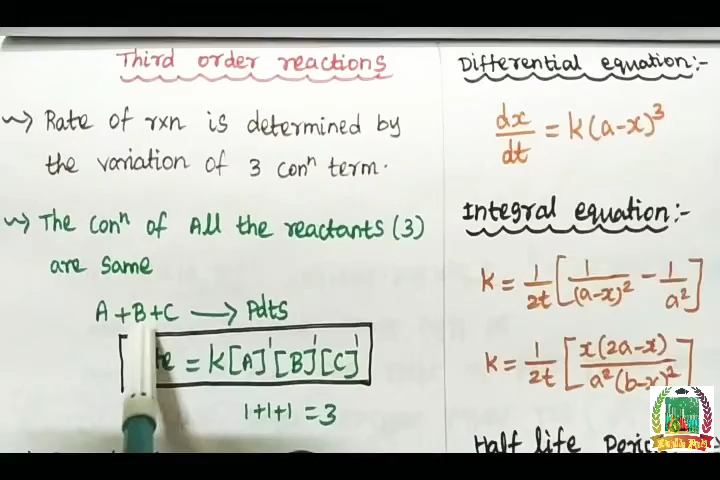 Third order reactions
~> Rate of rxn is determined by
the variation of 3 conⁿ term.
~> The conⁿ of All the reactants (3)
are same
A+B+C → Pdts
= k[A]¹[B]¹[C]¹
1+1+1 = 3
Differential equation:-
dx/dt = k(a-x)³
Integral equation:-
k = 1/2t [1/(a-x)² - 1/a²]
k = 1/2t [x(2a-x)/a²(b-x)²]
Half life